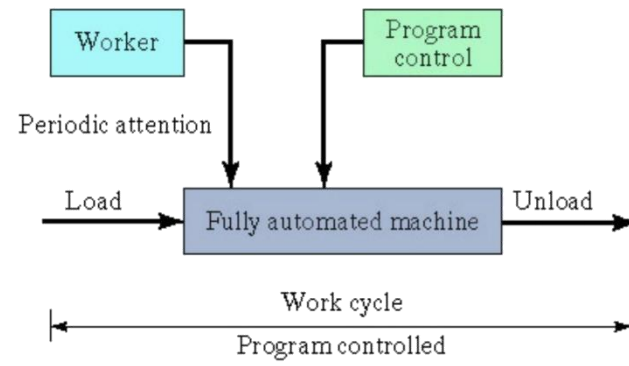 Worker
Program
control
Periodic attention
Load
Fully automated machine
Unload
Work cycle
Program controlled